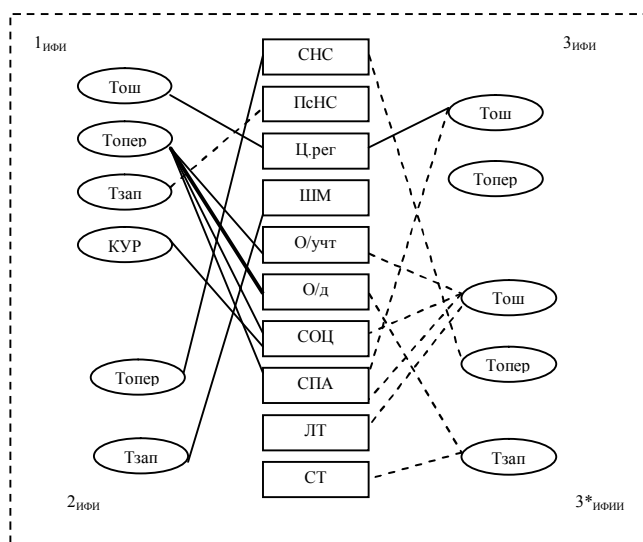 1ИФИ
3ИФИ
СНС
Тош
ПсНС
Тош
Топер
Ц.рег
Топер
Тзап
ШМ
КУР
О/учт
О/д
Тош
СОЦ
Топер
СПА
Топер
ЛТ
Тзап
Тзап
СТ
2ИФИ
3*ИФИИ